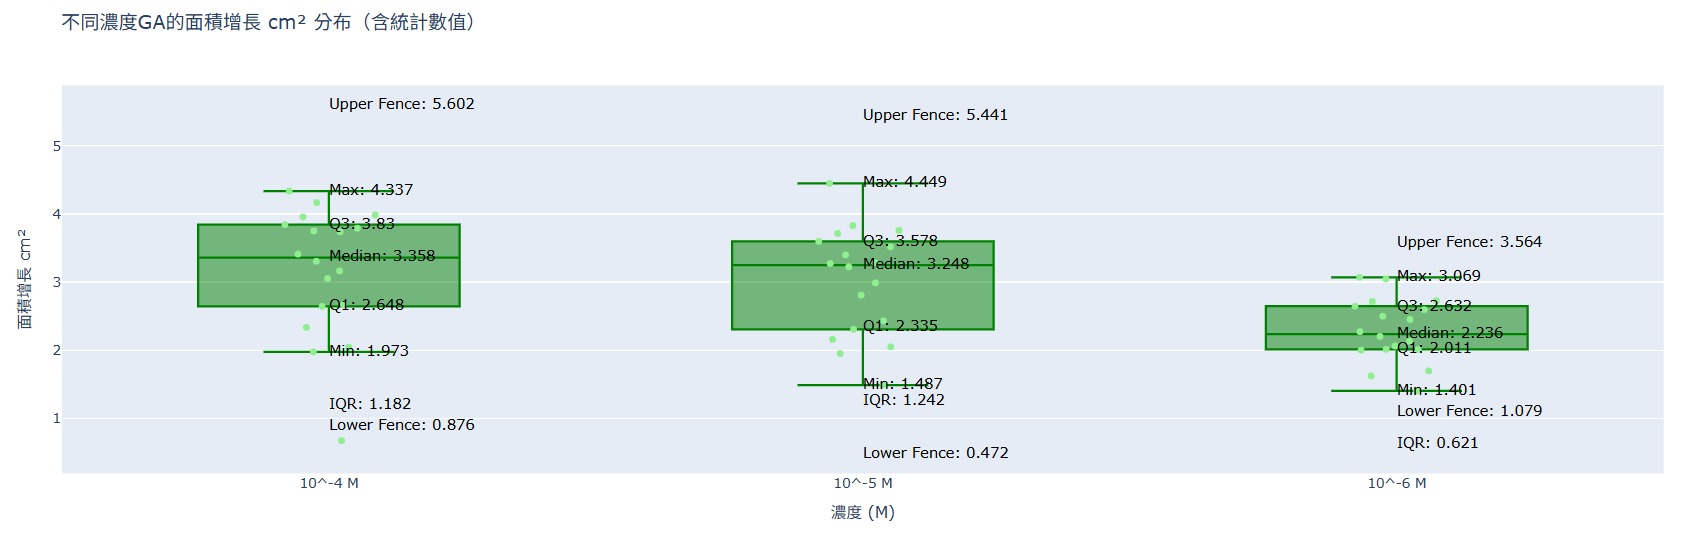 不同濃度GA的面積增長 cm² 分布（含統計數值）
面積增長 cm²
5
4
3
2
1
Upper Fence: 5.602
Max: 4.337
Q3: 3.83
Median: 3.358
Q1: 2.648
Min: 1.973
IQR: 1.182
Lower Fence: 0.876
Upper Fence: 5.441
Max: 4.449
Q3: 3.578
Median: 3.248
Q1: 2.335
Min: 1.487
IQR: 1.242
Lower Fence: 0.472
Upper Fence: 3.564
Max: 3.069
Q3: 2.632
Median: 2.236
Q1: 2.011
Min: 1.401
Lower Fence: 1.079
IQR: 0.621
10^-4 M
10^-5 M
10^-6 M
濃度 (M)